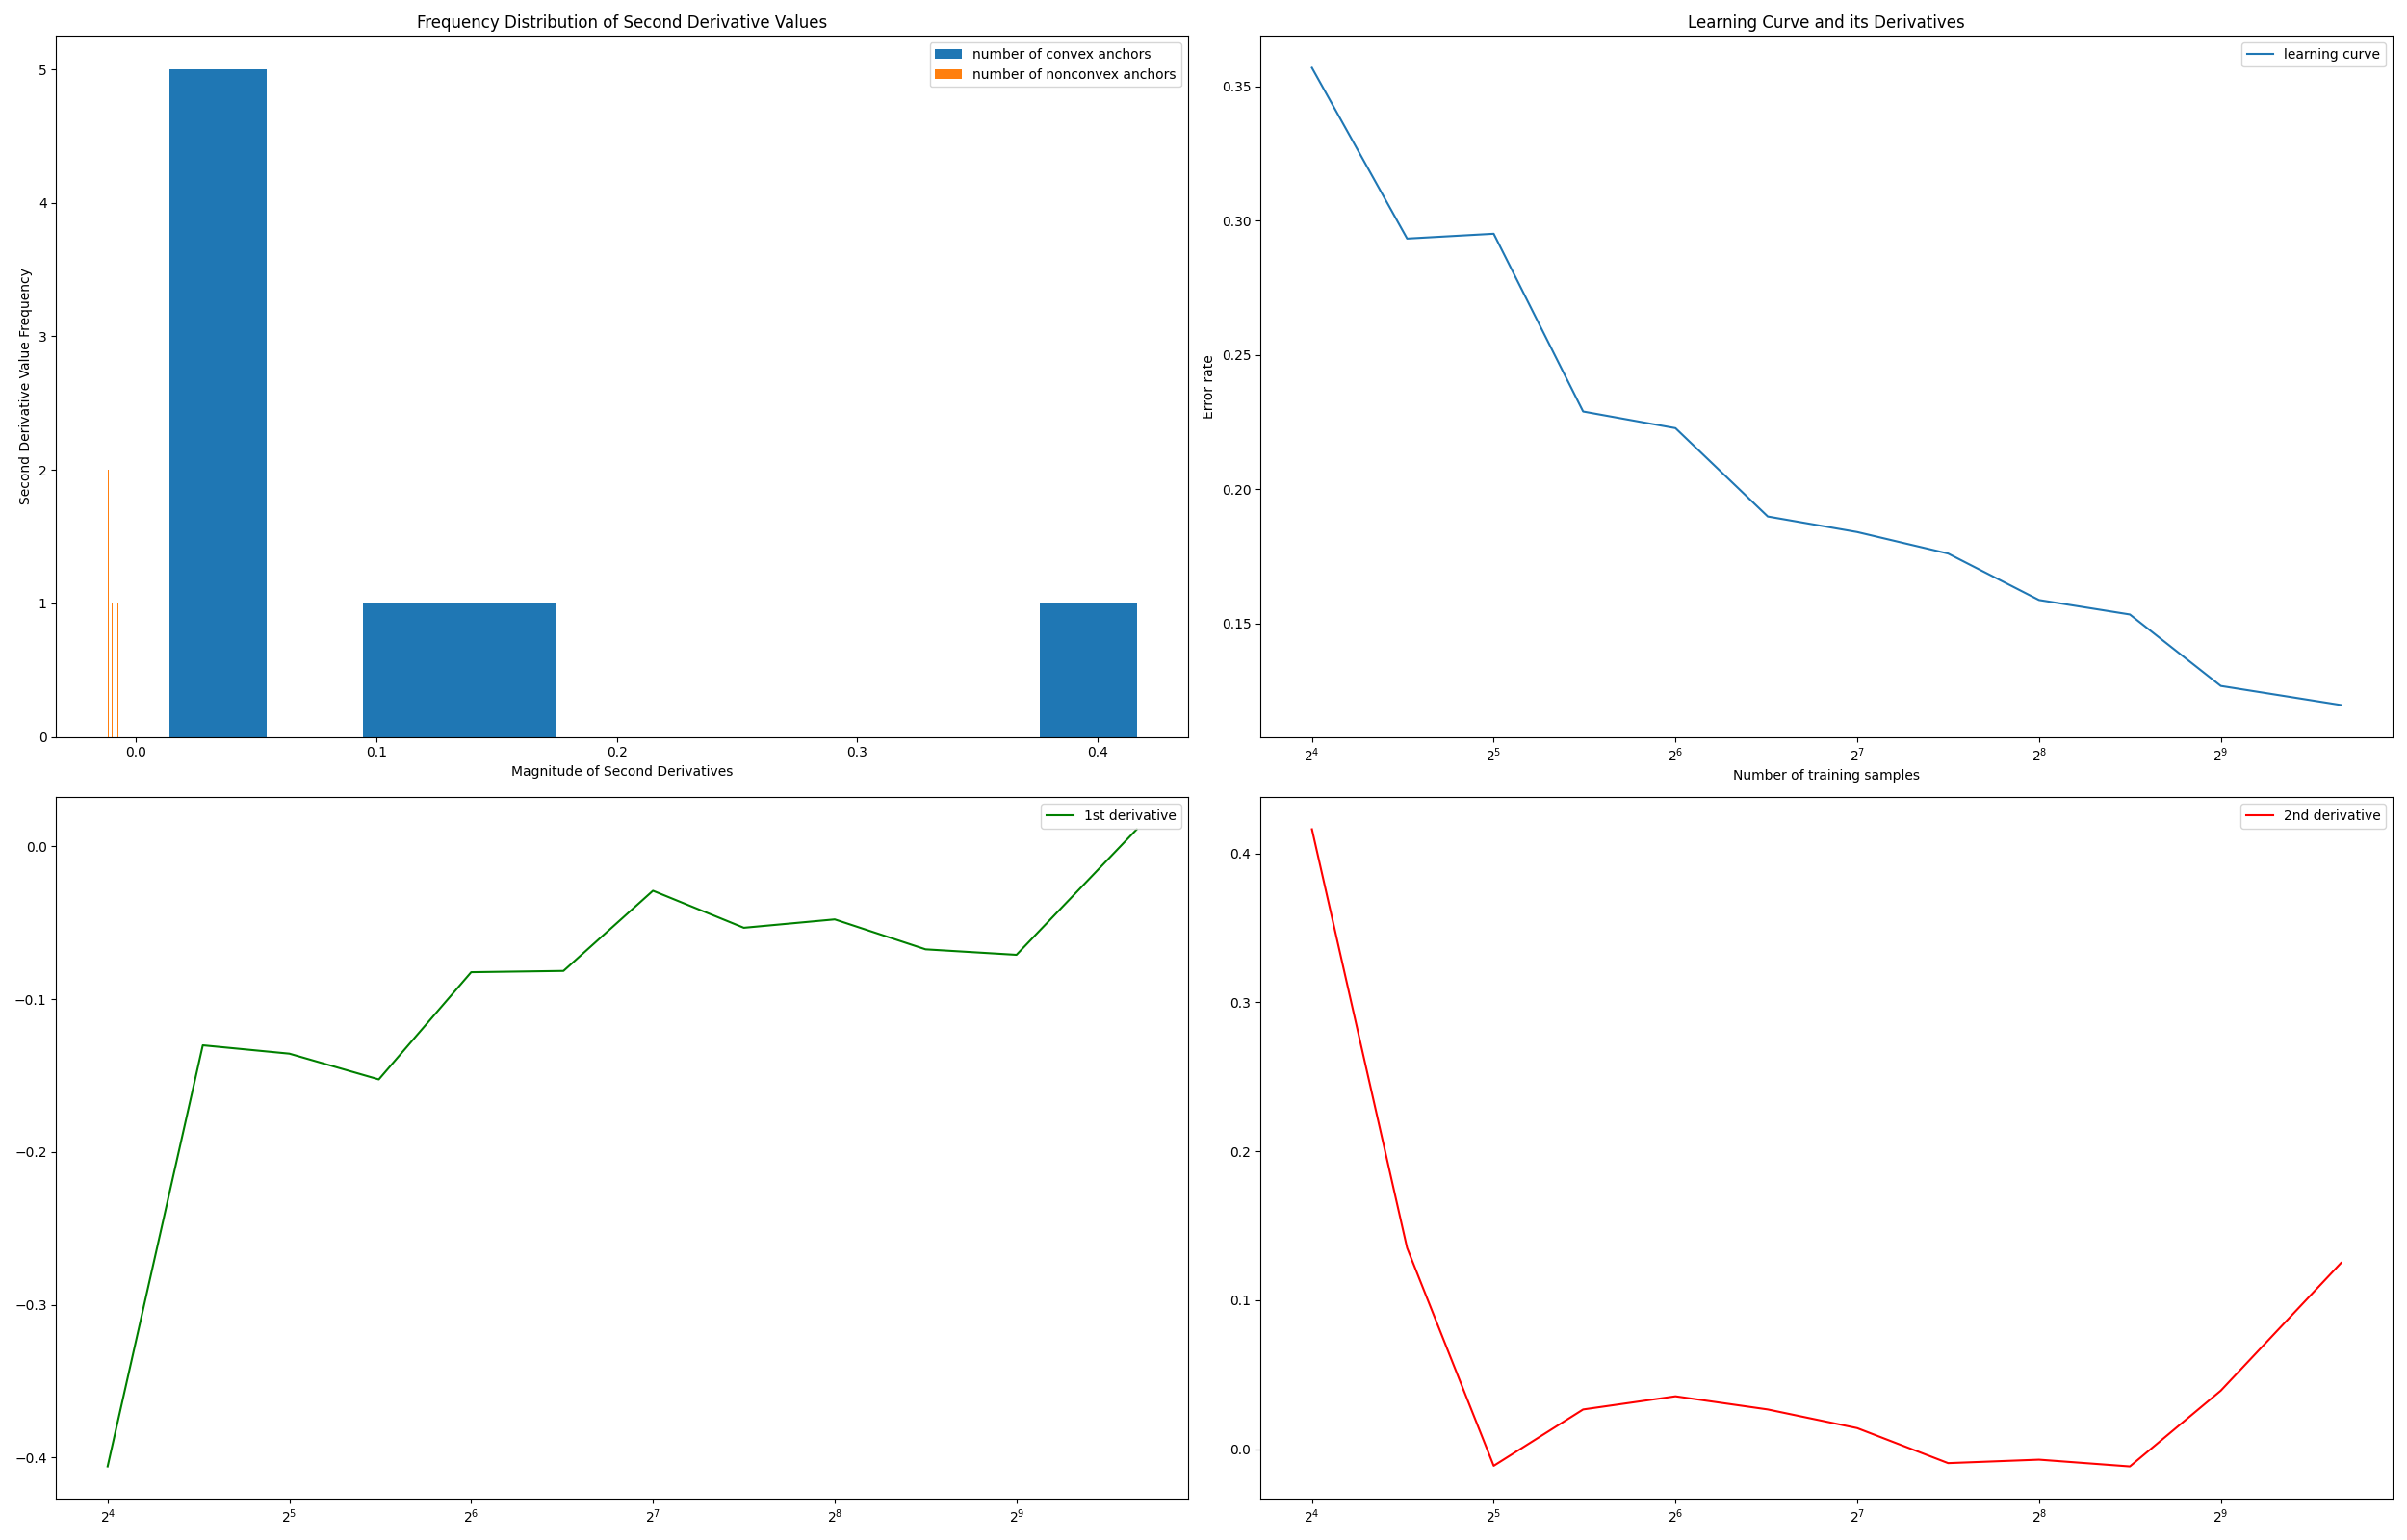 Frequency Distribution of Second Derivative Values
number of convex anchors
number of nonconvex anchors
Second Derivative Value Frequency
5
4
3
2
1
0
0.0 0.1 0.2 0.3 0.4
Magnitude of Second Derivatives
Learning Curve and its Derivatives
learning curve
Error rate
0.35
0.30
0.25
0.20
0.15
2⁴ 2⁵ 2⁶ 2⁷ 2⁸ 2⁹
Number of training samples
1st derivative
0.0
−0.1
−0.2
−0.3
−0.4
2⁴ 2⁵ 2⁶ 2⁷ 2⁸ 2⁹
2nd derivative
0.4
0.3
0.2
0.1
0.0
2⁴ 2⁵ 2⁶ 2⁷ 2⁸ 2⁹